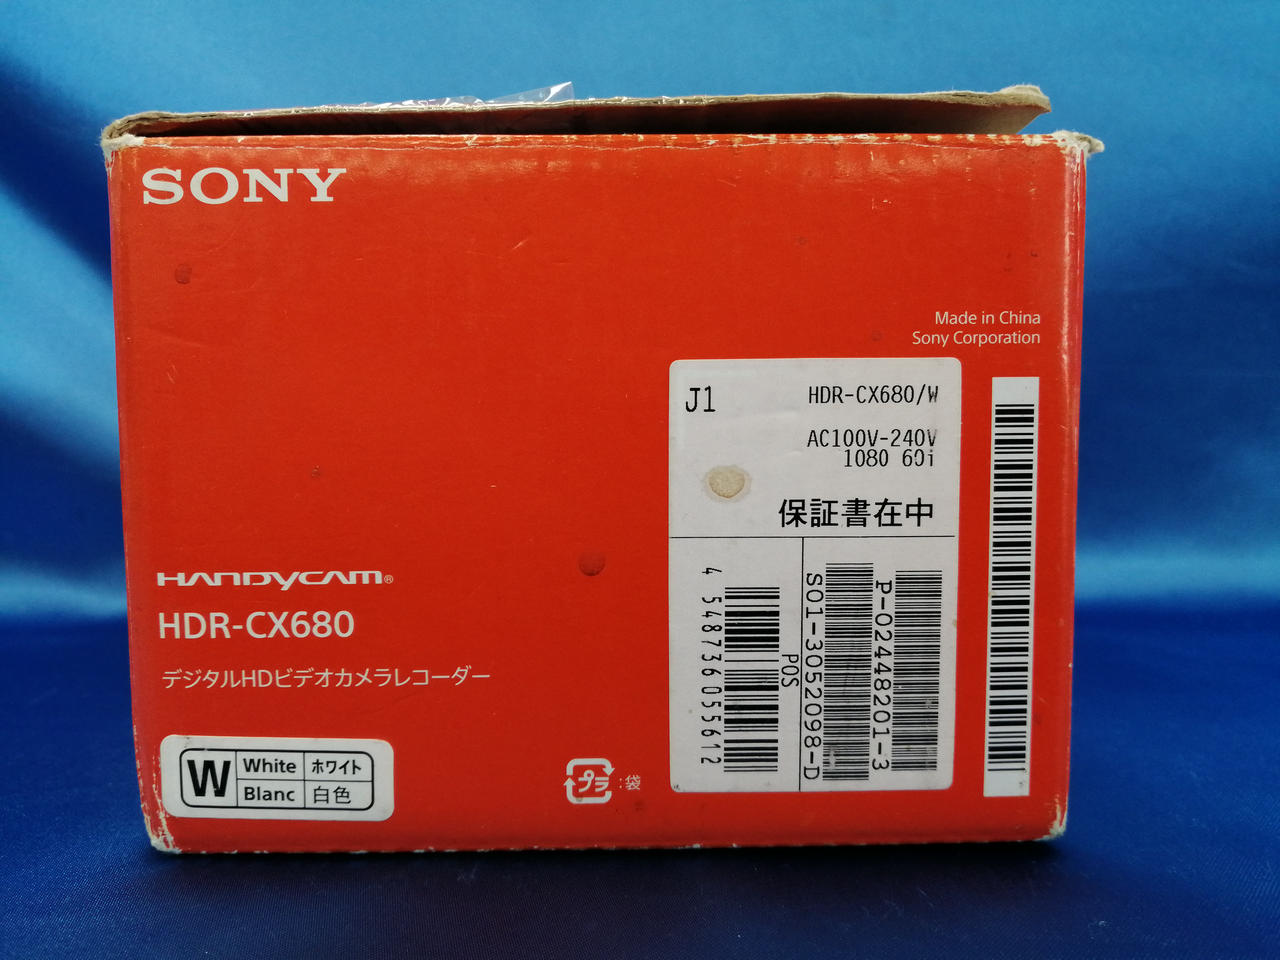 SONY
Made in China
Sony Corporation
J1
HDR-CX680/W
AC100V-240V
1080 60i
保証書在中
HANDYCAM®
HDR-CX680
デジタルHDビデオカメラレコーダー
4 548736 055612
POS
S01-3052098-D
P-02448201-3
W
White
ホワイト
Blanc
白色
プラ
:袋